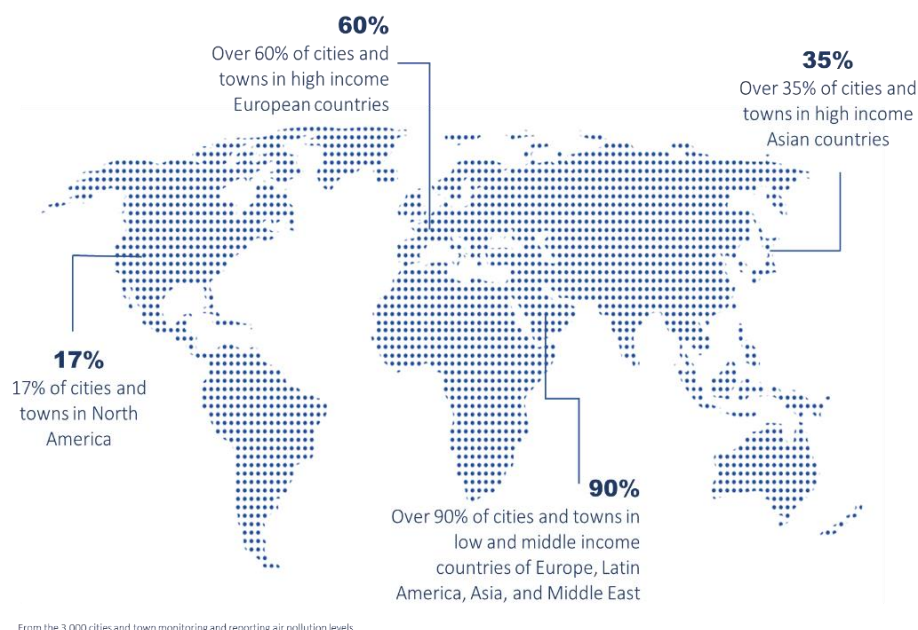 60%
Over 60% of cities and
towns in high income
European countries
35%
Over 35% of cities and
towns in high income
Asian countries
17%
17% of cities and
towns in North
America
90%
Over 90% of cities and towns in
low and middle income
countries of Europe, Latin
America, Asia, and Middle East
From the 3,000 cities and town monitoring and reporting air pollution levels